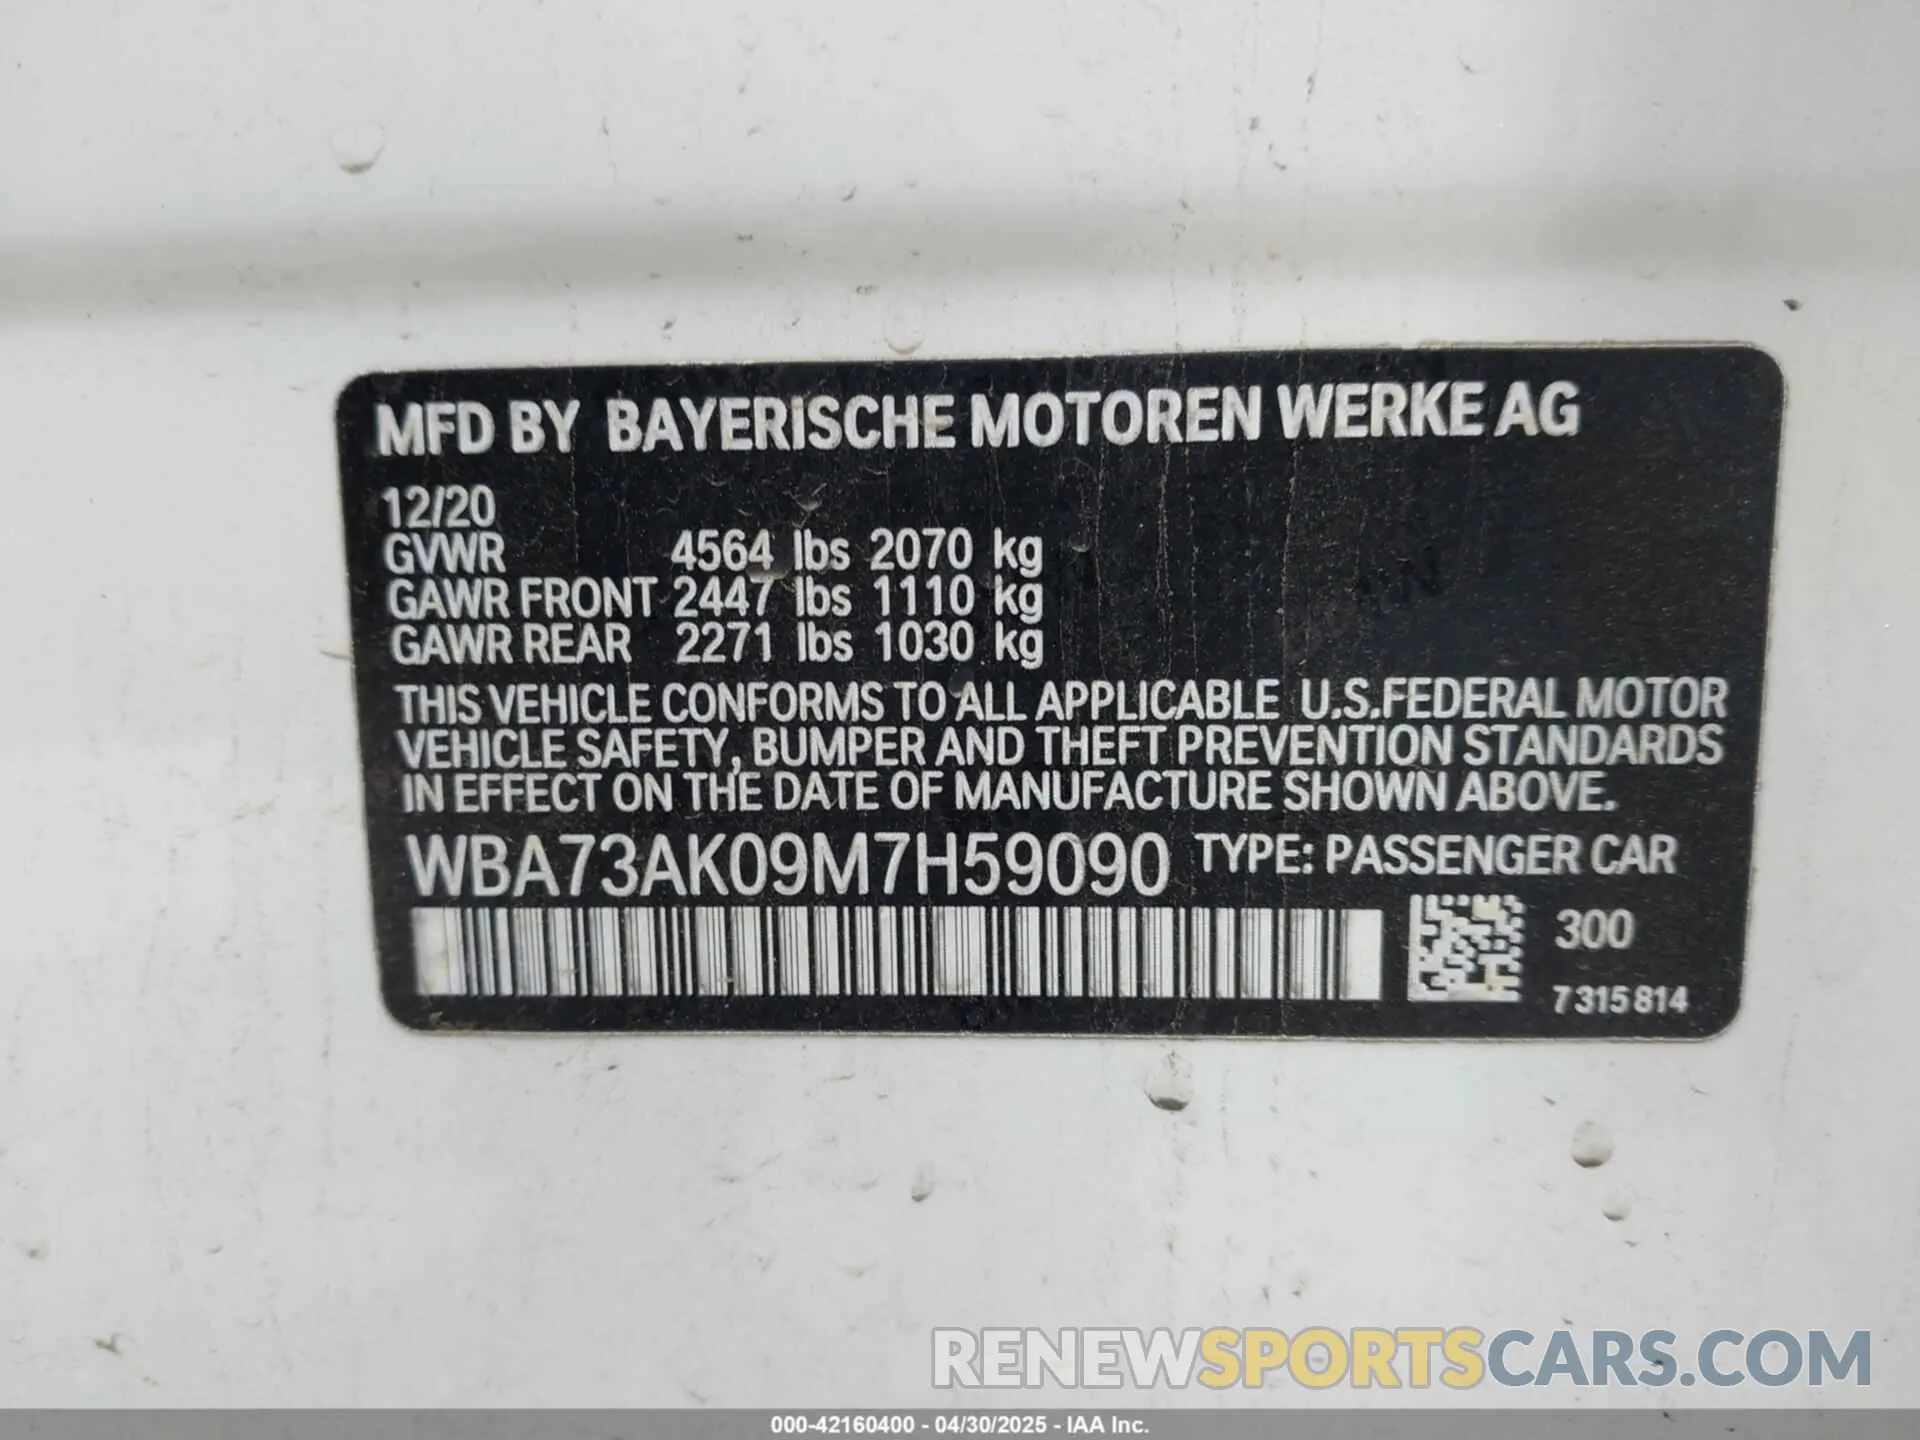 MFD BY BAYERISCHE MOTOREN WERKE AG
12/20
GVWR 4564 lbs 2070 kg
GAWR FRONT 2447 lbs 1110 kg
GAWR REAR 2271 lbs 1030 kg
THIS VEHICLE CONFORMS TO ALL APPLICABLE U.S.FEDERAL MOTOR
VEHICLE SAFETY, BUMPER AND THEFT PREVENTION STANDARDS
IN EFFECT ON THE DATE OF MANUFACTURE SHOWN ABOVE.
WBA73AK09M7H59090 TYPE: PASSENGER CAR
300
7 315 814
RENEWSPORTSCARS.COM
000-42160400 - 04/30/2025 - IAA Inc.